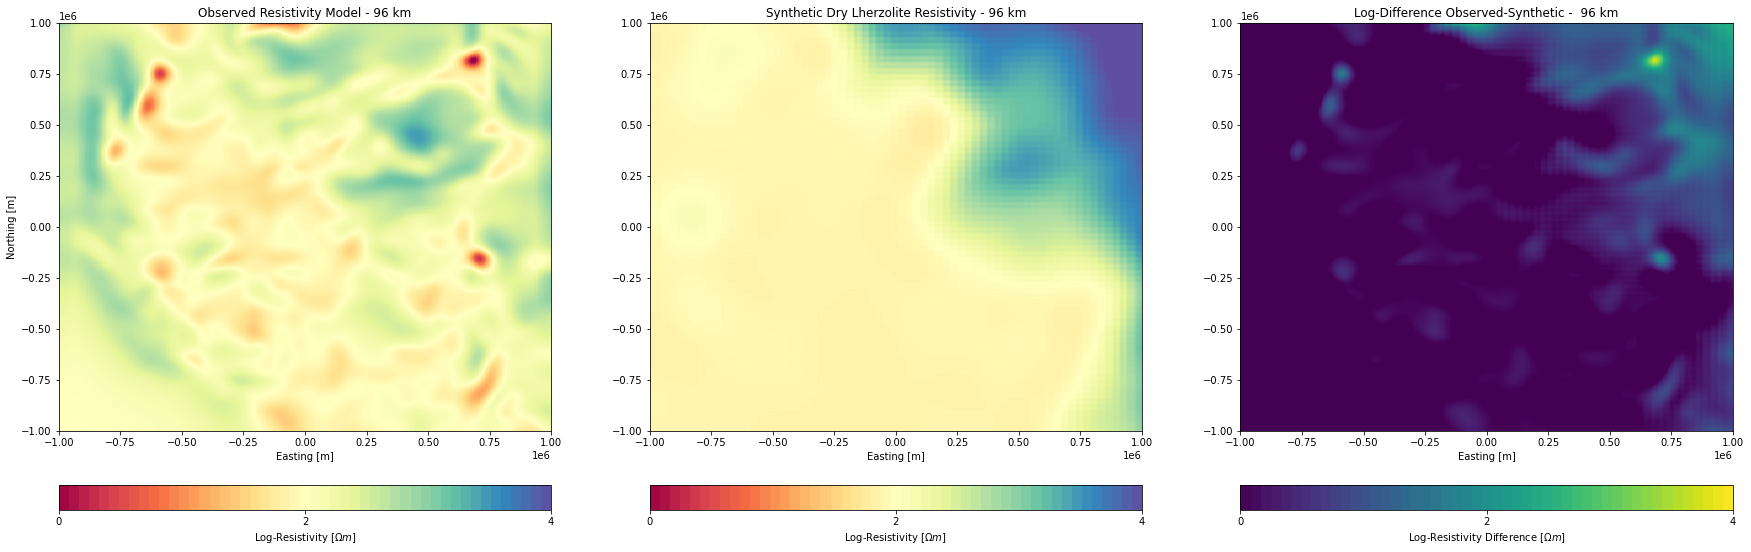 Observed Resistivity Model - 96 km
1e6
1.00
0.75
0.50
0.25
0.00
−0.25
−0.50
−0.75
−1.00
Northing [m]
−1.00 −0.75 −0.50 −0.25 0.00 0.25 0.50 0.75 1.00
Easting [m]
1e6
0 2 4
Log-Resistivity [Ωm]
Synthetic Dry Lherzolite Resistivity - 96 km
1e6
1.00
0.75
0.50
0.25
0.00
−0.25
−0.50
−0.75
−1.00
−1.00 −0.75 −0.50 −0.25 0.00 0.25 0.50 0.75 1.00
Easting [m]
1e6
0 2 4
Log-Resistivity [Ωm]
Log-Difference Observed-Synthetic -  96 km
1e6
1.00
0.75
0.50
0.25
0.00
−0.25
−0.50
−0.75
−1.00
−1.00 −0.75 −0.50 −0.25 0.00 0.25 0.50 0.75 1.00
Easting [m]
1e6
0 2 4
Log-Resistivity Difference [Ωm]